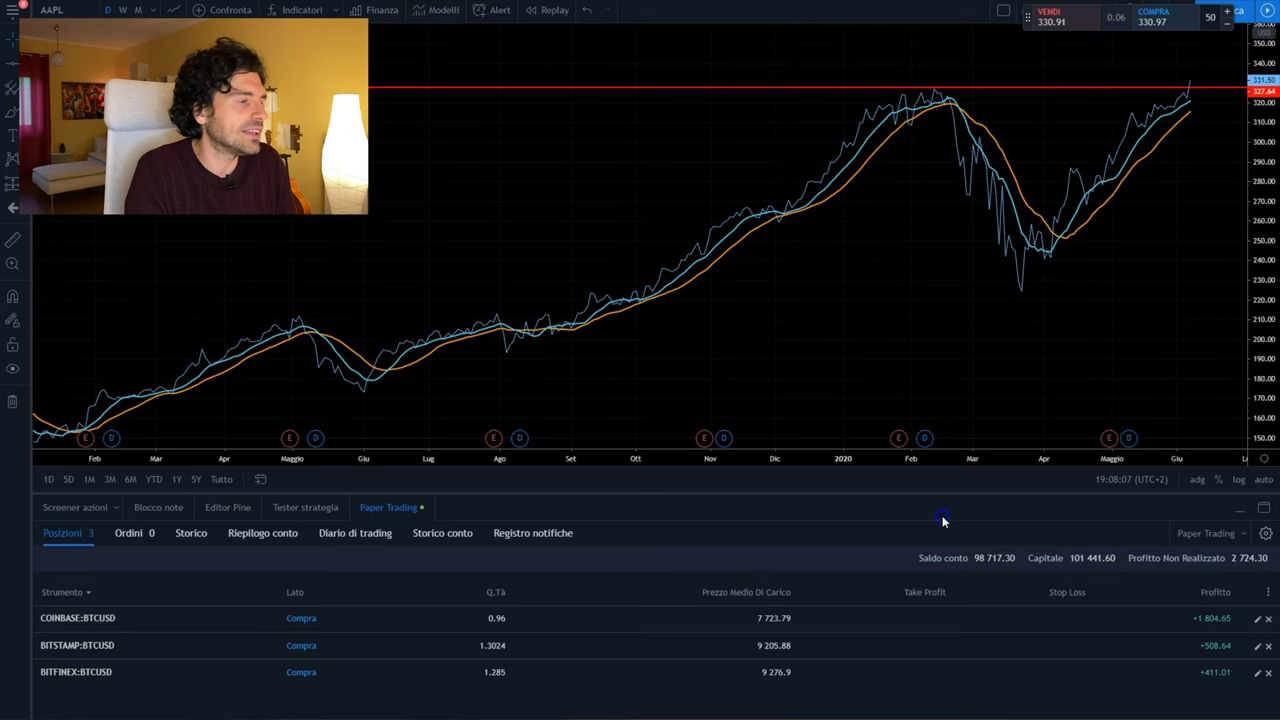 8
AAPL D W M Confronta Indicatori Finanza Modelli Alert Replay
VENDI 330.91 0.06 COMPRA 330.97 50
ca
360.00
USD
350.00
340.00
331.50
327.64
320.00
310.00
300.00
290.00
280.00
270.00
260.00
250.00
240.00
230.00
220.00
210.00
200.00
190.00
180.00
170.00
160.00
150.00
E D E D E D E D E D E D
Feb Mar Apr Maggio Giu Lug Ago Set Ott Nov Dic 2020 Feb Mar Apr Maggio Giu L
1D 5D 1M 3M 6M YTD 1Y 5Y Tutto 19:08:07 (UTC+2) adg % log auto
Screener azioni Blocco note Editor Pine Tester strategia Paper Trading
Posizioni 3 Ordini 0 Storico Riepilogo conto Diario di trading Storico conto Registro notifiche Paper Trading
Saldo conto 98 717.30 Capitale 101 441.60 Profitto Non Realizzato 2 724.30
Strumento Lato Q.Tà Prezzo Medio Di Carico Take Profit Stop Loss Profitto
COINBASE:BTCUSD Compra 0.96 7 723.79 +1 804.65
BITSTAMP:BTCUSD Compra 1.3024 9 205.88 +508.64
BITFINEX:BTCUSD Compra 1.285 9 276.9 +411.01